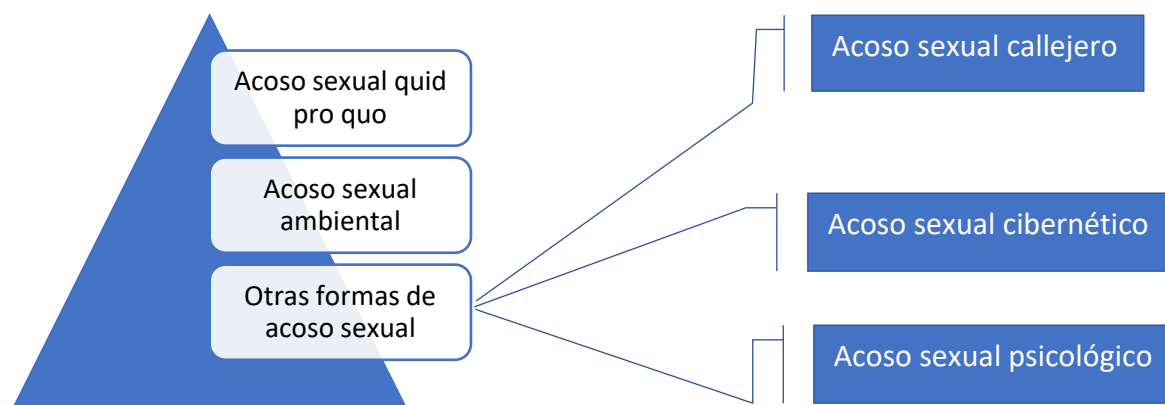 Acoso sexual quid
pro quo
Acoso sexual
ambiental
Otras formas de
acoso sexual
Acoso sexual callejero
Acoso sexual cibernético
Acoso sexual psicológico